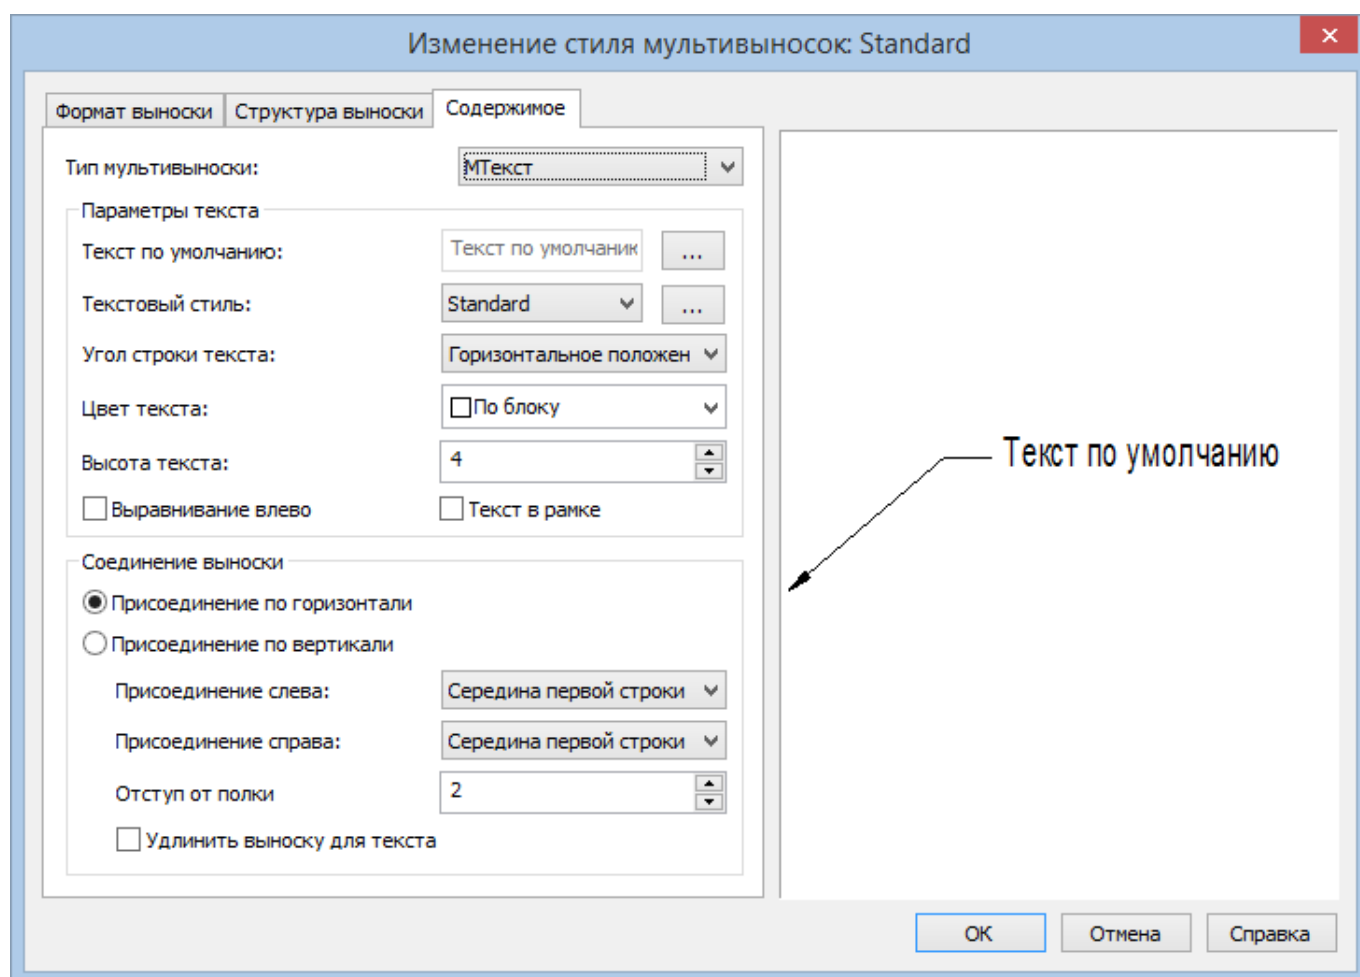 Изменение стиля мультивыносок: Standard
Формат выноски Структура выноски Содержимое
Тип мультивыноски: МТекст
Параметры текста
Текст по умолчанию: Текст по умолчанию ...
Текстовый стиль: Standard ...
Угол строки текста: Горизонтальное положен
Цвет текста: По блоку
Высота текста: 4
Выравнивание влево Текст в рамке
Соединение выноски
Присоединение по горизонтали
Присоединение по вертикали
Присоединение слева: Середина первой строки
Присоединение справа: Середина первой строки
Отступ от полки 2
Удлинить выноску для текста
Текст по умолчанию
ОК Отмена Справка